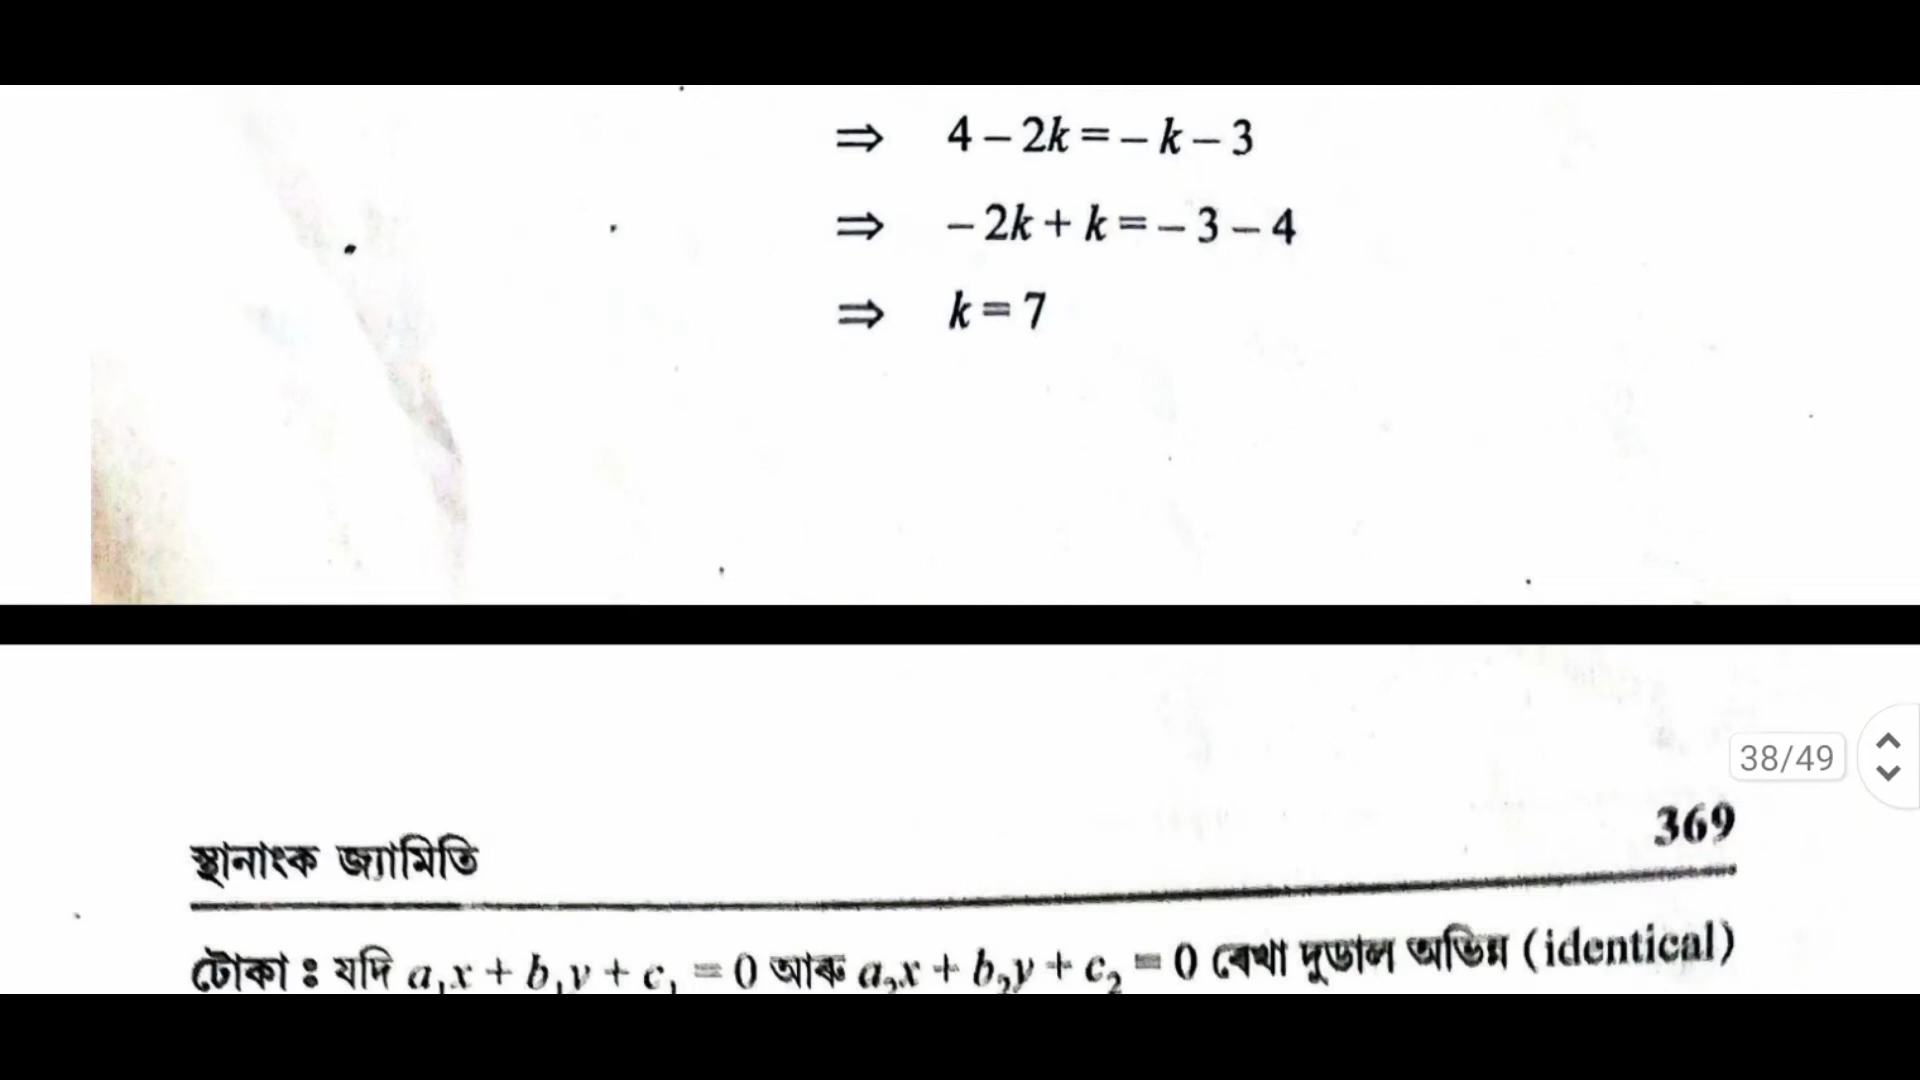 ⇒ 4 – 2k = – k – 3
⇒ – 2k + k = – 3 – 4
⇒ k = 7
38/49
369
স্থানাংক জ্যামিতি
টোকা : যদি a₁x + b₁y + c₁ = 0 আৰু a₂x + b₂y + c₂ = 0 ৰেখা দুডাল অভিন্ন (identical)